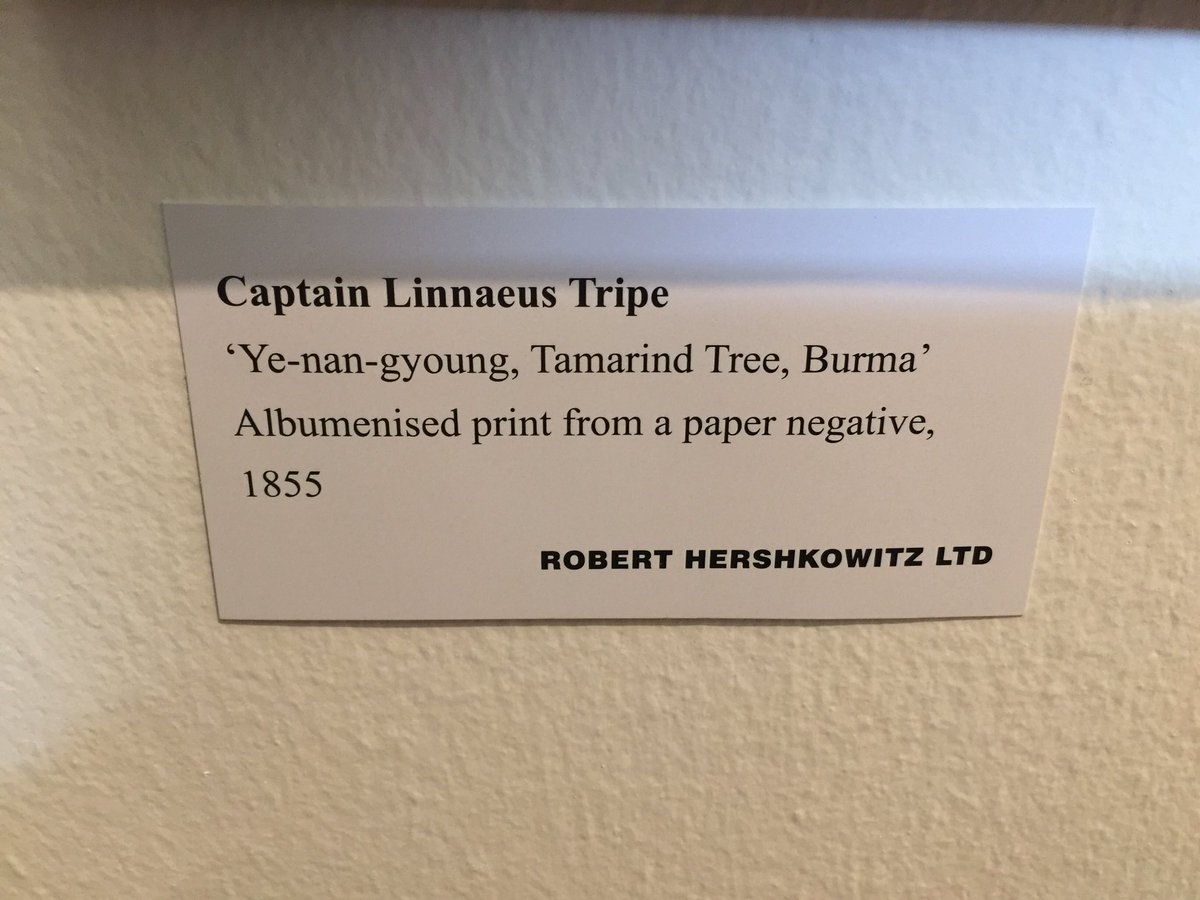 Captain Linnaeus Tripe
‘Ye-nan-gyoung, Tamarind Tree, Burma’
Albumenised print from a paper negative,
1855
ROBERT HERSHKOWITZ LTD